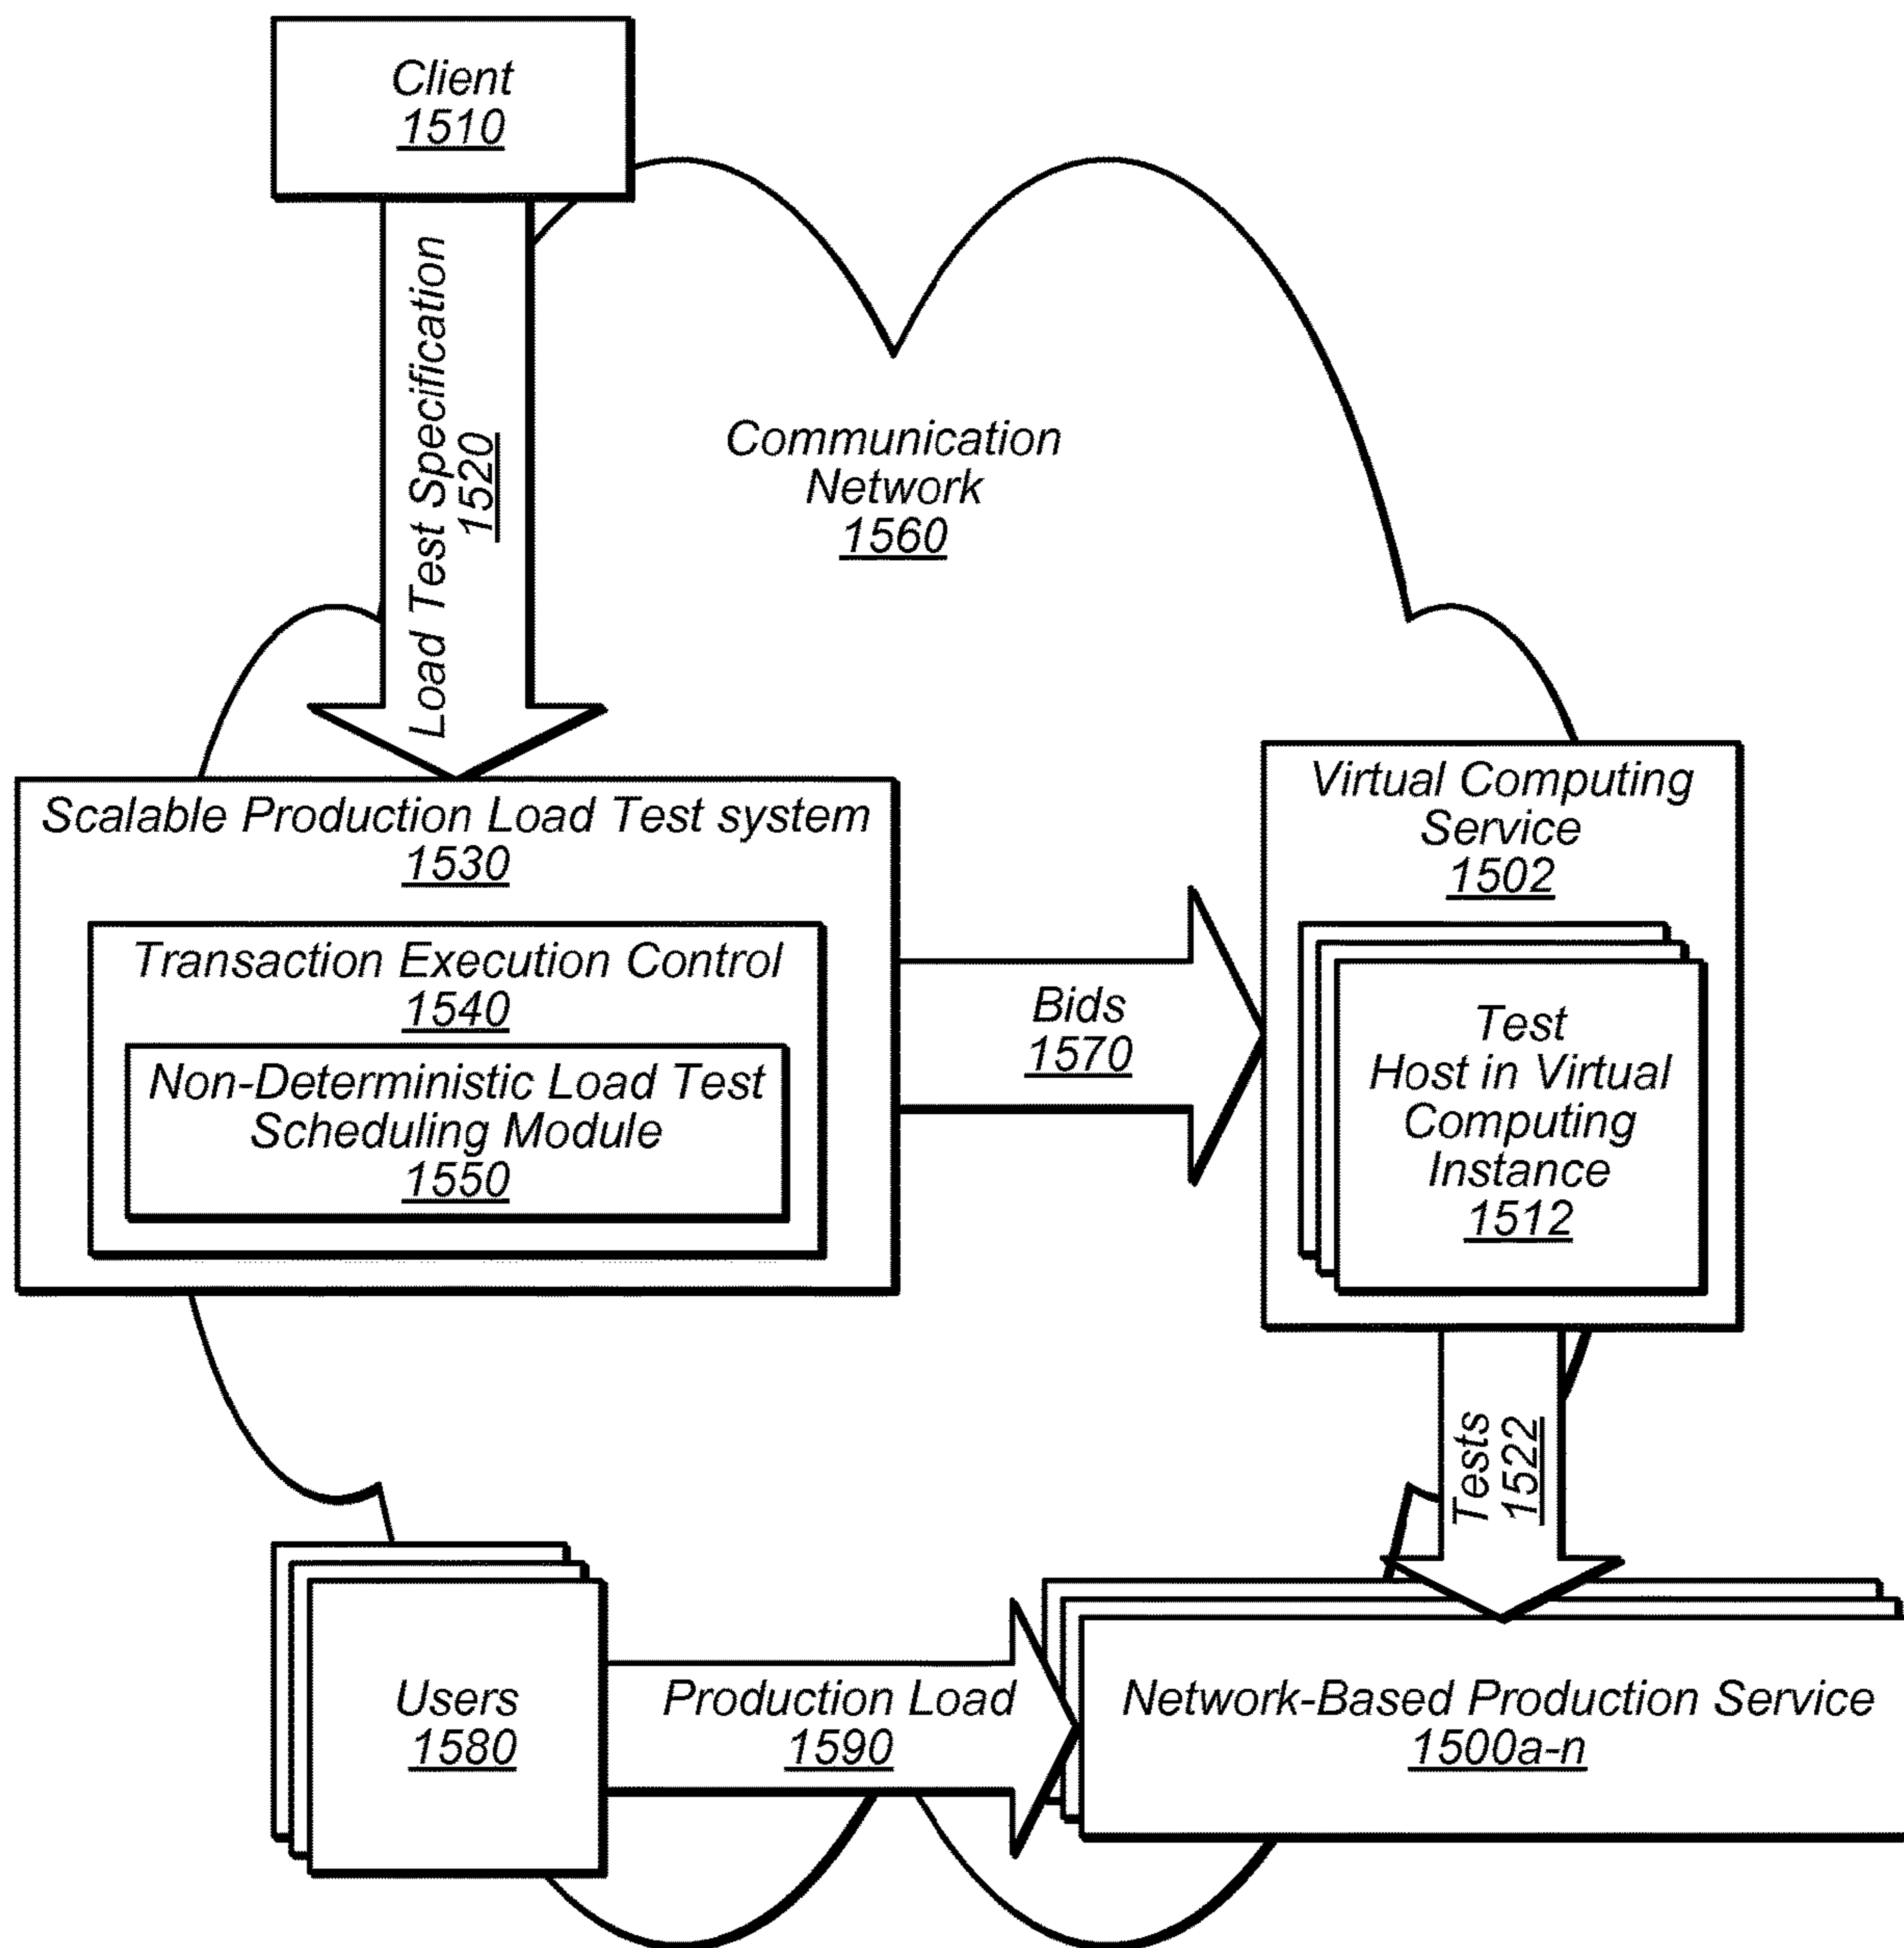 Client
1510
Load Test Specification
1520
Communication
Network
1560
Scalable Production Load Test system
1530
Transaction Execution Control
1540
Non-Deterministic Load Test
Scheduling Module
1550
Bids
1570
Virtual Computing
Service
1502
Test
Host in Virtual
Computing
Instance
1512
Tests
1522
Users
1580
Production Load
1590
Network-Based Production Service
1500a-n